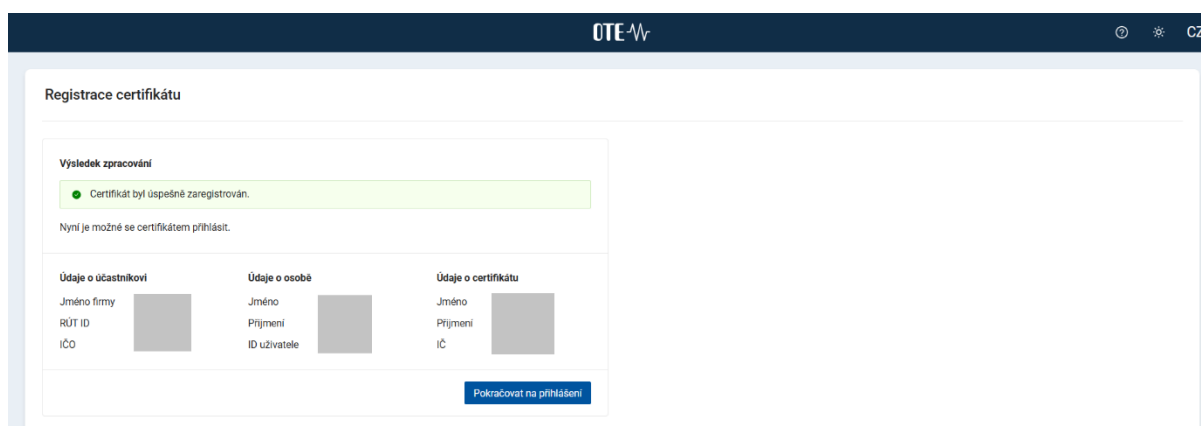 OTE
CZ
Registrace certifikátu
Výsledek zpracování
Certifikát byl úspešně zaregistrován.
Nyní je možné se certifikátem přihlásit.
Údaje o účastníkovi
Jméno firmy
RÚT ID
IČO
Údaje o osobě
Jméno
Příjmení
ID uživatele
Údaje o certifikátu
Jméno
Příjmení
IČ
Pokračovat na přihlášení